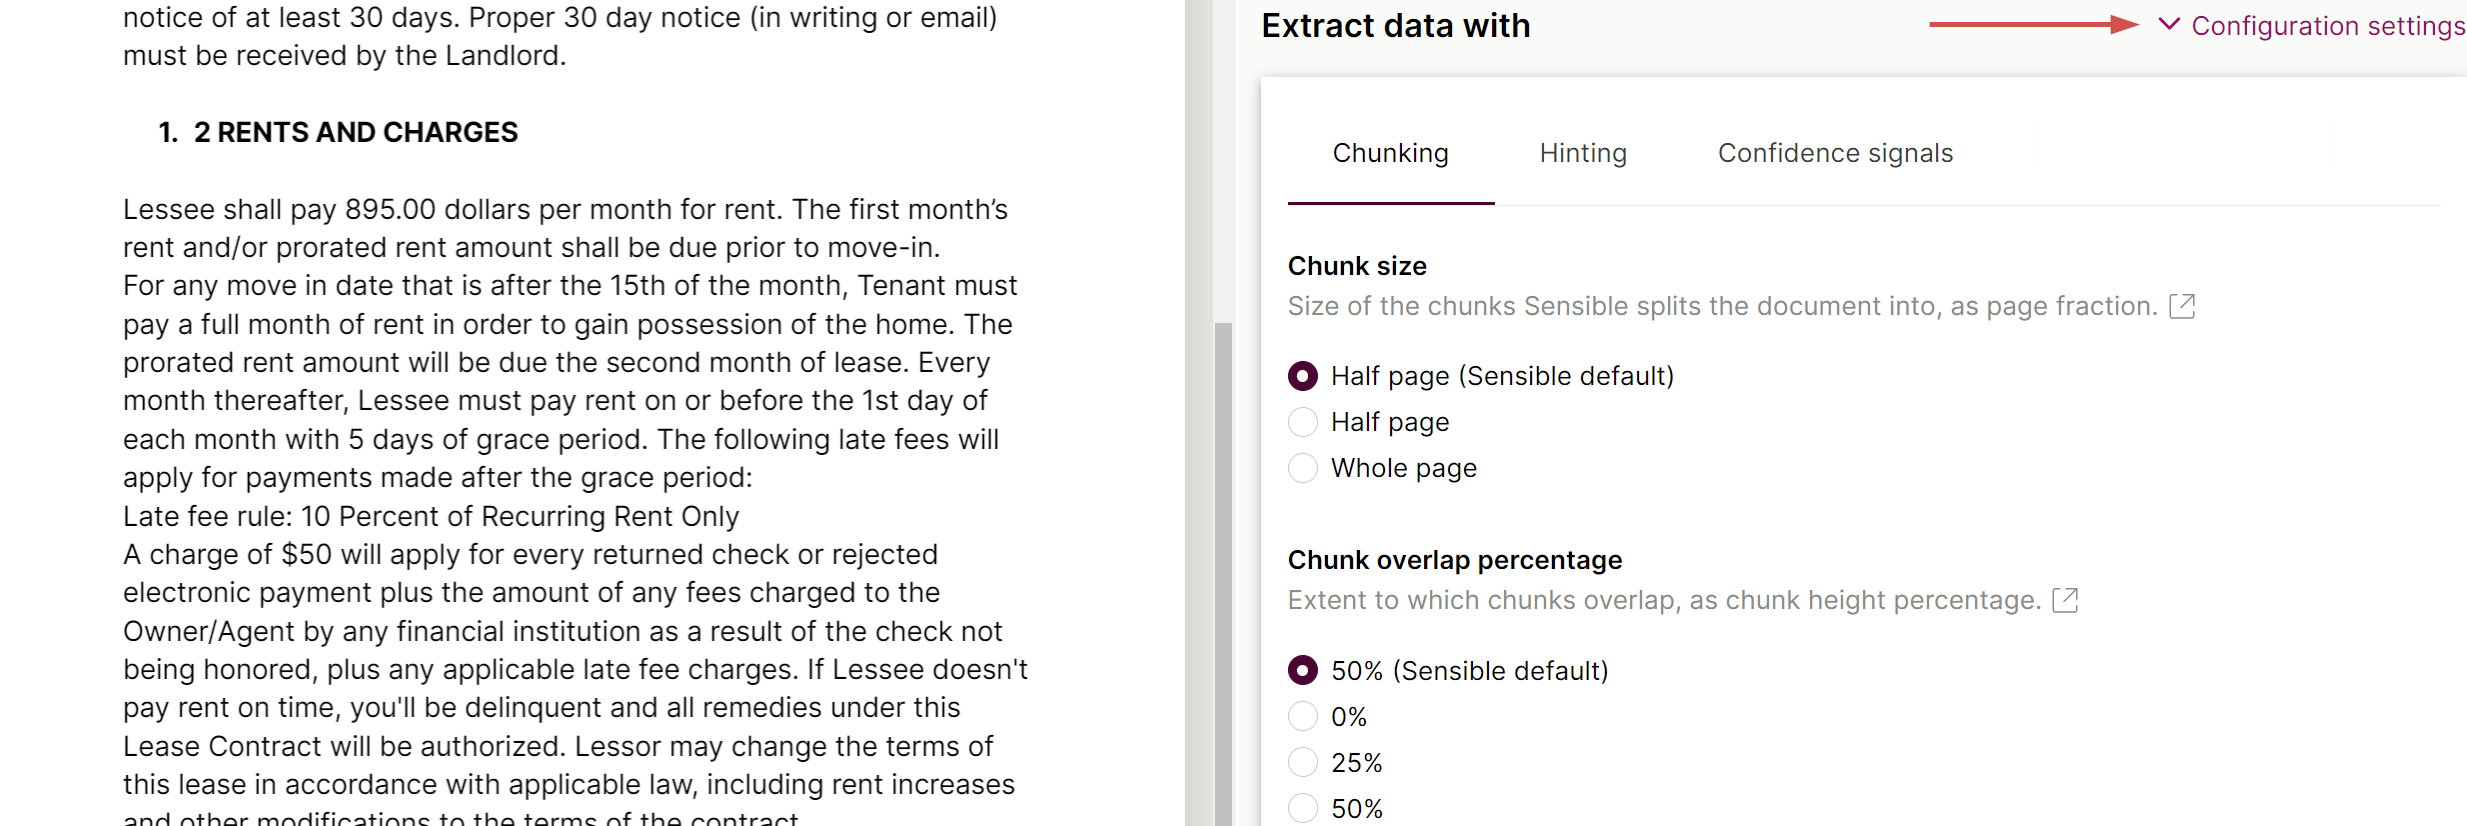 notice of at least 30 days. Proper 30 day notice (in writing or email)
must be received by the Landlord.
1. 2 RENTS AND CHARGES
Lessee shall pay 895.00 dollars per month for rent. The first month’s
rent and/or prorated rent amount shall be due prior to move-in.
For any move in date that is after the 15th of the month, Tenant must
pay a full month of rent in order to gain possession of the home. The
prorated rent amount will be due the second month of lease. Every
month thereafter, Lessee must pay rent on or before the 1st day of
each month with 5 days of grace period. The following late fees will
apply for payments made after the grace period:
Late fee rule: 10 Percent of Recurring Rent Only
A charge of $50 will apply for every returned check or rejected
electronic payment plus the amount of any fees charged to the
Owner/Agent by any financial institution as a result of the check not
being honored, plus any applicable late fee charges. If Lessee doesn't
pay rent on time, you'll be delinquent and all remedies under this
Lease Contract will be authorized. Lessor may change the terms of
this lease in accordance with applicable law, including rent increases
and other modifications to the terms of the contract
Extract data with
Configuration settings
Chunking
Hinting
Confidence signals
Chunk size
Size of the chunks Sensible splits the document into, as page fraction.
Half page (Sensible default)
Half page
Whole page
Chunk overlap percentage
Extent to which chunks overlap, as chunk height percentage.
50% (Sensible default)
0%
25%
50%